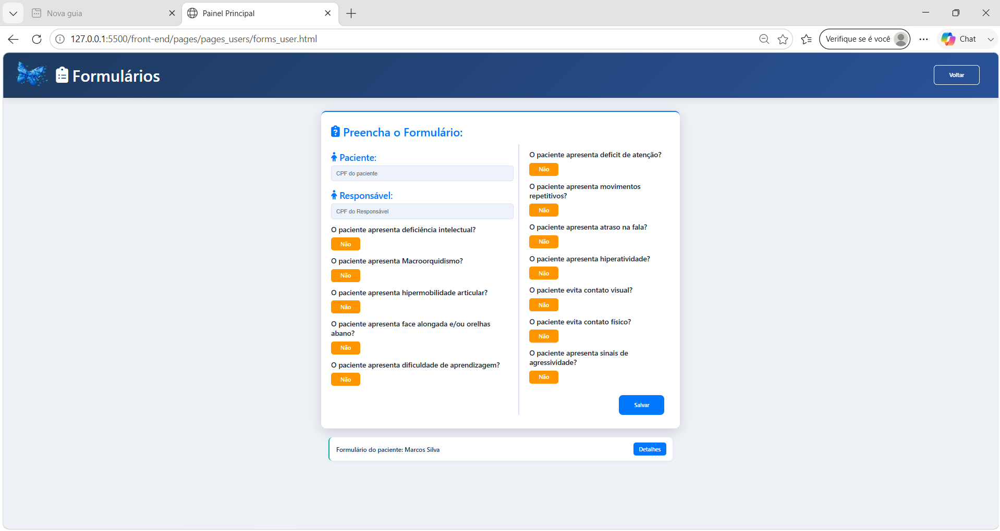 Nova guia
Painel Principal
127.0.0.1:5500/front-end/pages/pages_users/forms_user.html
Verifique se é você
Chat
Formulários
Voltar
Preencha o Formulário:
Paciente:
CPF do paciente
Responsável:
CPF do Responsável
O paciente apresenta deficiência intelectual?
Não
O paciente apresenta Macroorquidismo?
Não
O paciente apresenta hipermobilidade articular?
Não
O paciente apresenta face alongada e/ou orelhas
abano?
Não
O paciente apresenta dificuldade de aprendizagem?
Não
O paciente apresenta deficit de atenção?
Não
O paciente apresenta movimentos
repetitivos?
Não
O paciente apresenta atraso na fala?
Não
O paciente apresenta hiperatividade?
Não
O paciente evita contato visual?
Não
O paciente evita contato físico?
Não
O paciente apresenta sinais de
agressividade?
Não
Salvar
Formulário do paciente: Marcos Silva
Detalhes